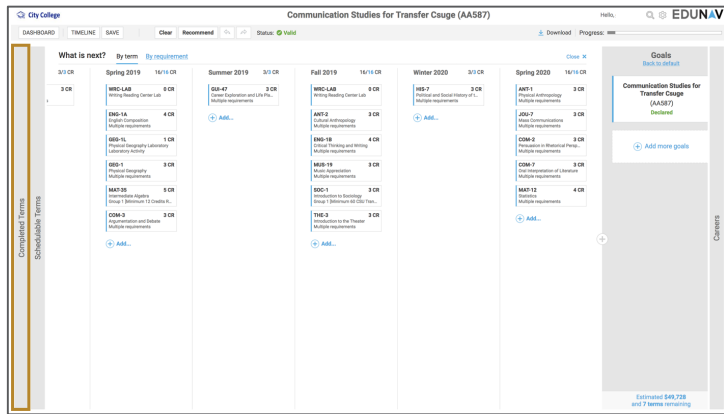 City College
Communication Studies for Transfer Csuge (AA587)
Hello,
EDUNAV
DASHBOARD
TIMELINE
SAVE
Clear
Recommend
Status: Valid
Download
Progress:
What is next?
By term
By requirement
Close
3/3 CR
3 CR
Spring 2019
16/16 CR
WRC-LAB
0 CR
Writing Reading Center Lab
ENG-1A
4 CR
English Composition
Multiple requirements
GEG-1L
1 CR
Physical Geography Laboratory
Laboratory Activity
GEG-1
3 CR
Physical Geography
Multiple requirements
MAT-35
5 CR
Intermediate Algebra
Group 1 [Minimum 12 Credits R...
COM-3
3 CR
Argumentation and Debate
Multiple requirements
Add...
Summer 2019
3/3 CR
GUI-47
3 CR
Career Exploration and Life Pla...
Multiple requirements
Add...
Fall 2019
16/16 CR
WRC-LAB
0 CR
Writing Reading Center Lab
ANT-2
3 CR
Cultural Anthropology
Multiple requirements
ENG-1B
4 CR
Critical Thinking and Writing
Multiple requirements
MUS-19
3 CR
Music Appreciation
Multiple requirements
SOC-1
3 CR
Introduction to Sociology
Group 1 [Minimum 60 CSU Tran...
THE-3
3 CR
Introduction to the Theater
Multiple requirements
Add...
Winter 2020
3/3 CR
HIS-7
3 CR
Political and Social History of t...
Multiple requirements
Add...
Spring 2020
16/16 CR
ANT-1
3 CR
Physical Anthropology
Multiple requirements
JOU-7
3 CR
Mass Communications
Multiple requirements
COM-2
3 CR
Persuasion in Rhetorical Persp...
Multiple requirements
COM-7
3 CR
Oral Interpretation of Literature
Multiple requirements
MAT-12
4 CR
Statistics
Multiple requirements
Add...
Goals
Back to default
Communication Studies for
Transfer Csuge
(AA587)
Declared
Add more goals
Estimated $49,728
and 7 terms remaining
Completed Terms
Schedulable Terms
Careers